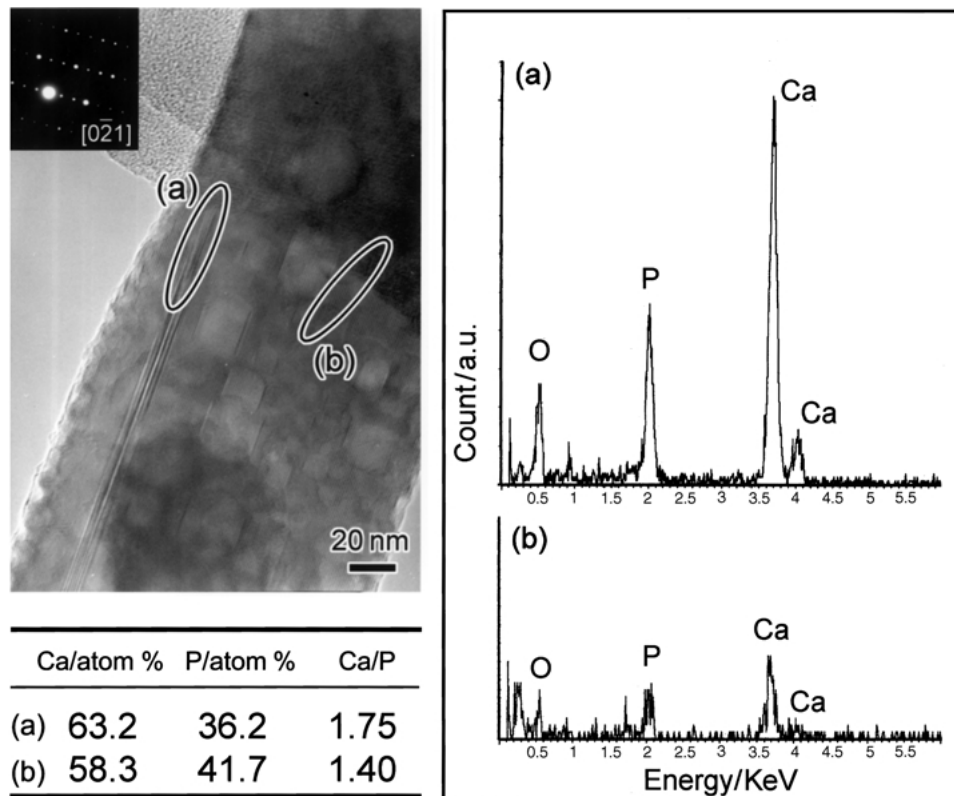 [02̄1]
(a)
(b)
20 nm
Ca/atom % P/atom % Ca/P
(a) 63.2 36.2 1.75
(b) 58.3 41.7 1.40
(a)
Ca
P
O
Ca
Count/a.u.
0.5 1 1.5 2 2.5 3 3.5 4 4.5 5 5.5
(b)
Ca
O P
Ca
0.5 1 1.5 2 2.5 3 3.5 4 4.5 5 5.5
Energy/KeV